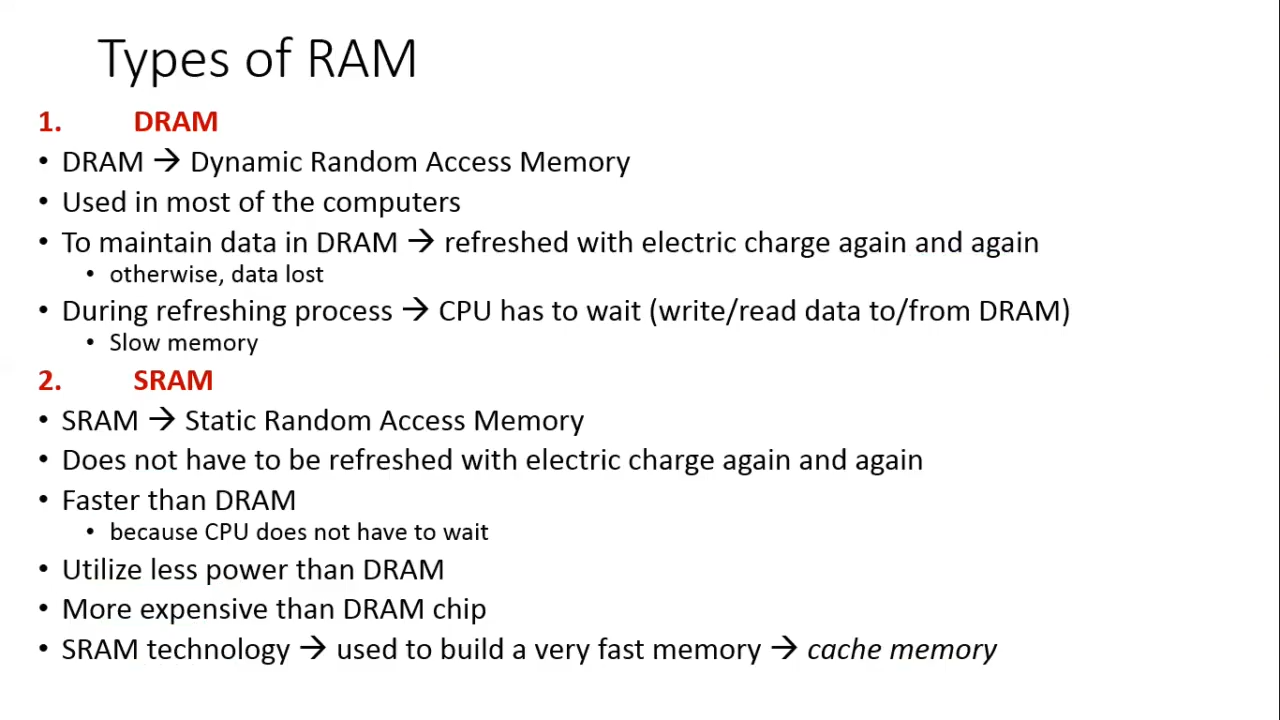 Types of RAM
1. DRAM
• DRAM → Dynamic Random Access Memory
• Used in most of the computers
• To maintain data in DRAM → refreshed with electric charge again and again
• otherwise, data lost
• During refreshing process → CPU has to wait (write/read data to/from DRAM)
• Slow memory
2. SRAM
• SRAM → Static Random Access Memory
• Does not have to be refreshed with electric charge again and again
• Faster than DRAM
• because CPU does not have to wait
• Utilize less power than DRAM
• More expensive than DRAM chip
• SRAM technology → used to build a very fast memory → cache memory